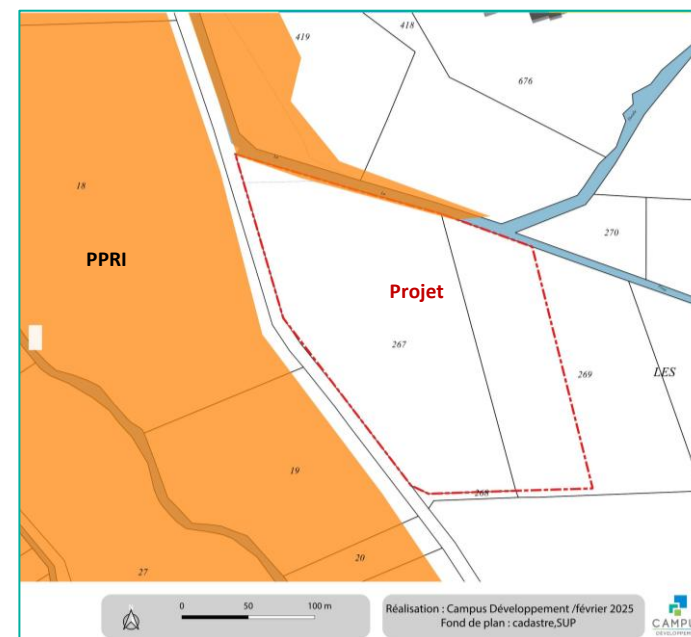 418
419
676
18
270
PPRI
Projet
267
269
LES
268
19
20
27
0 50 100 m
Réalisation : Campus Développement /février 2025
Fond de plan : cadastre,SUP
CAMPUS
DÉVELOPPEMENT